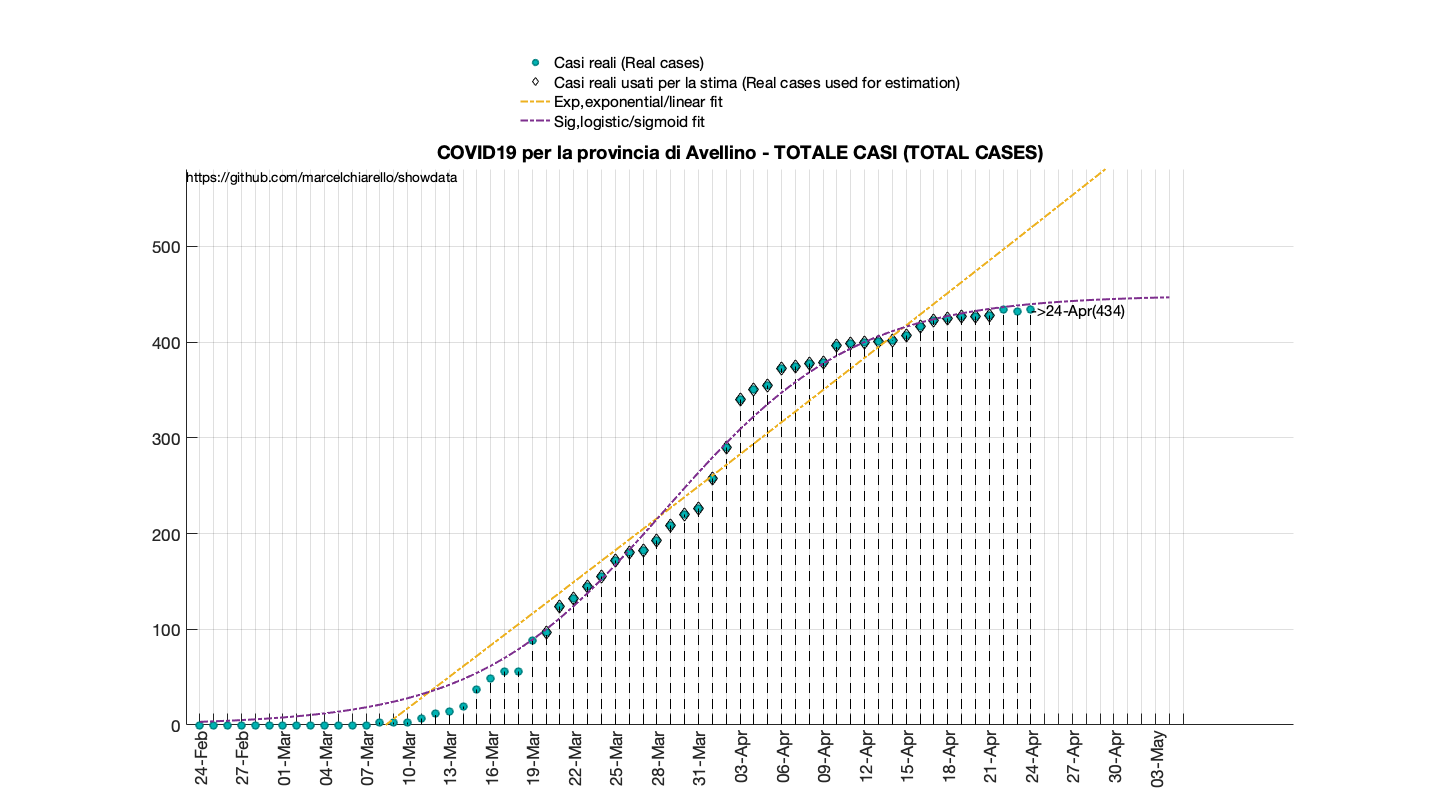 Casi reali (Real cases)
Casi reali usati per la stima (Real cases used for estimation)
Exp,exponential/linear fit
Sig,logistic/sigmoid fit
COVID19 per la provincia di Avellino - TOTALE CASI (TOTAL CASES)
https://github.com/marcelchiarello/showdata
500
400
300
200
100
0
>24-Apr(434)
24-Feb
27-Feb
01-Mar
04-Mar
07-Mar
10-Mar
13-Mar
16-Mar
19-Mar
22-Mar
25-Mar
28-Mar
31-Mar
03-Apr
06-Apr
09-Apr
12-Apr
15-Apr
18-Apr
21-Apr
24-Apr
27-Apr
30-Apr
03-May